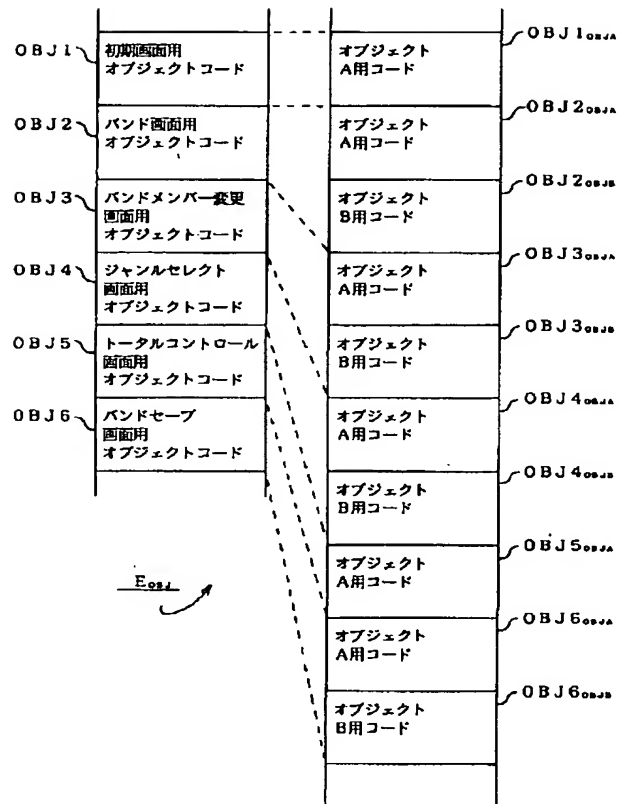 OBJ1
初期画面用
オブジェクトコード
OBJ2
バンド画面用
オブジェクトコード
OBJ3
バンドメンバー変更
画面用
オブジェクトコード
OBJ4
ジャンルセレクト
画面用
オブジェクトコード
OBJ5
トータルコントロール
画面用
オブジェクトコード
OBJ6
バンドセーブ
画面用
オブジェクトコード
EOBJ
オブジェクト
A用コード
OBJ1OBJA
オブジェクト
A用コード
OBJ2OBJA
オブジェクト
B用コード
OBJ2OBJB
オブジェクト
A用コード
OBJ3OBJA
オブジェクト
B用コード
OBJ3OBJB
オブジェクト
A用コード
OBJ4OBJA
オブジェクト
B用コード
OBJ4OBJB
オブジェクト
A用コード
OBJ5OBJA
オブジェクト
A用コード
OBJ6OBJA
オブジェクト
B用コード
OBJ6OBJB